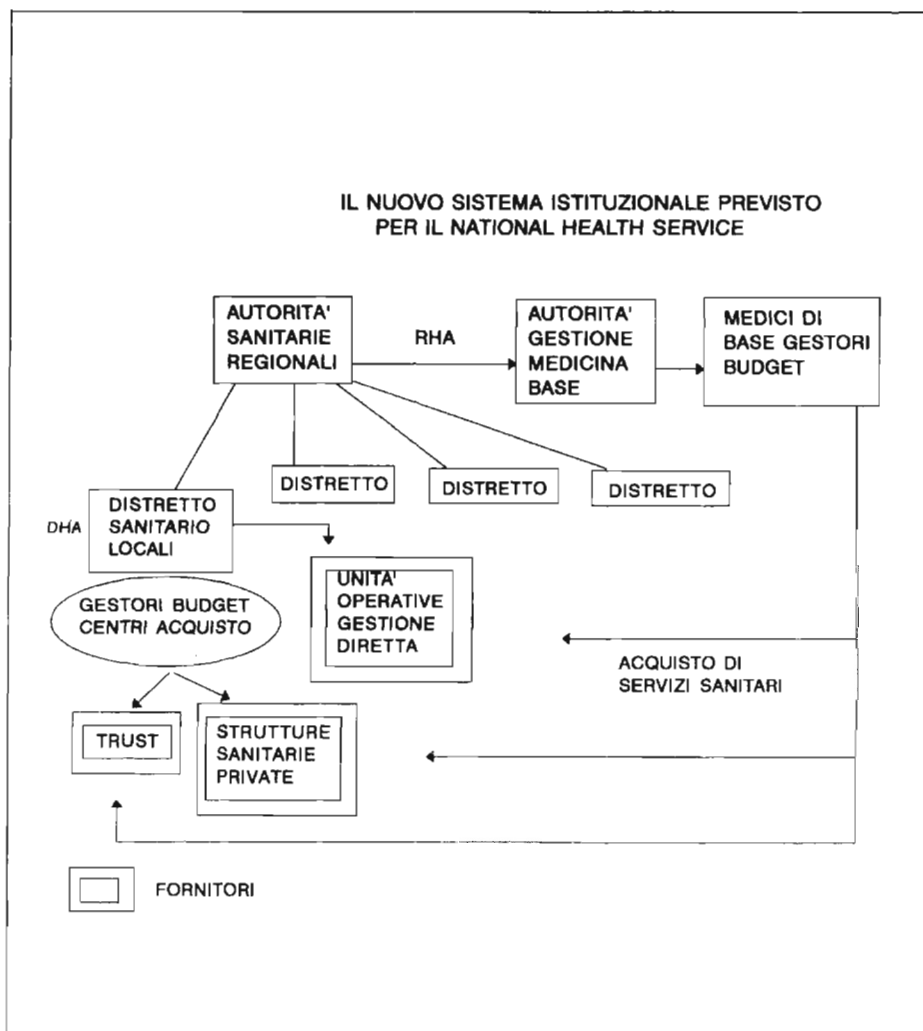 IL NUOVO SISTEMA ISTITUZIONALE PREVISTO
PER IL NATIONAL HEALTH SERVICE
AUTORITA'
SANITARIE
REGIONALI
RHA
AUTORITA'
GESTIONE
MEDICINA
BASE
MEDICI DI
BASE GESTORI
BUDGET
DISTRETTO
DISTRETTO
DISTRETTO
DHA
DISTRETTO
SANITARIO
LOCALI
UNITA'
OPERATIVE
GESTIONE
DIRETTA
GESTORI BUDGET
CENTRI ACQUISTO
ACQUISTO DI
SERVIZI SANITARI
TRUST
STRUTTURE
SANITARIE
PRIVATE
FORNITORI